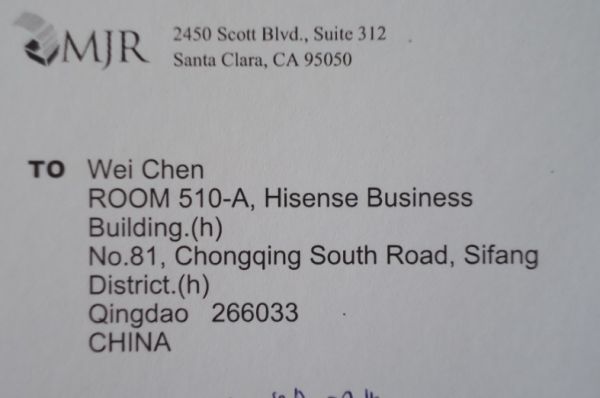 MJR
2450 Scott Blvd., Suite 312
Santa Clara, CA 95050
TO Wei Chen
ROOM 510-A, Hisense Business
Building.(h)
No.81, Chongqing South Road, Sifang
District.(h)
Qingdao 266033
CHINA